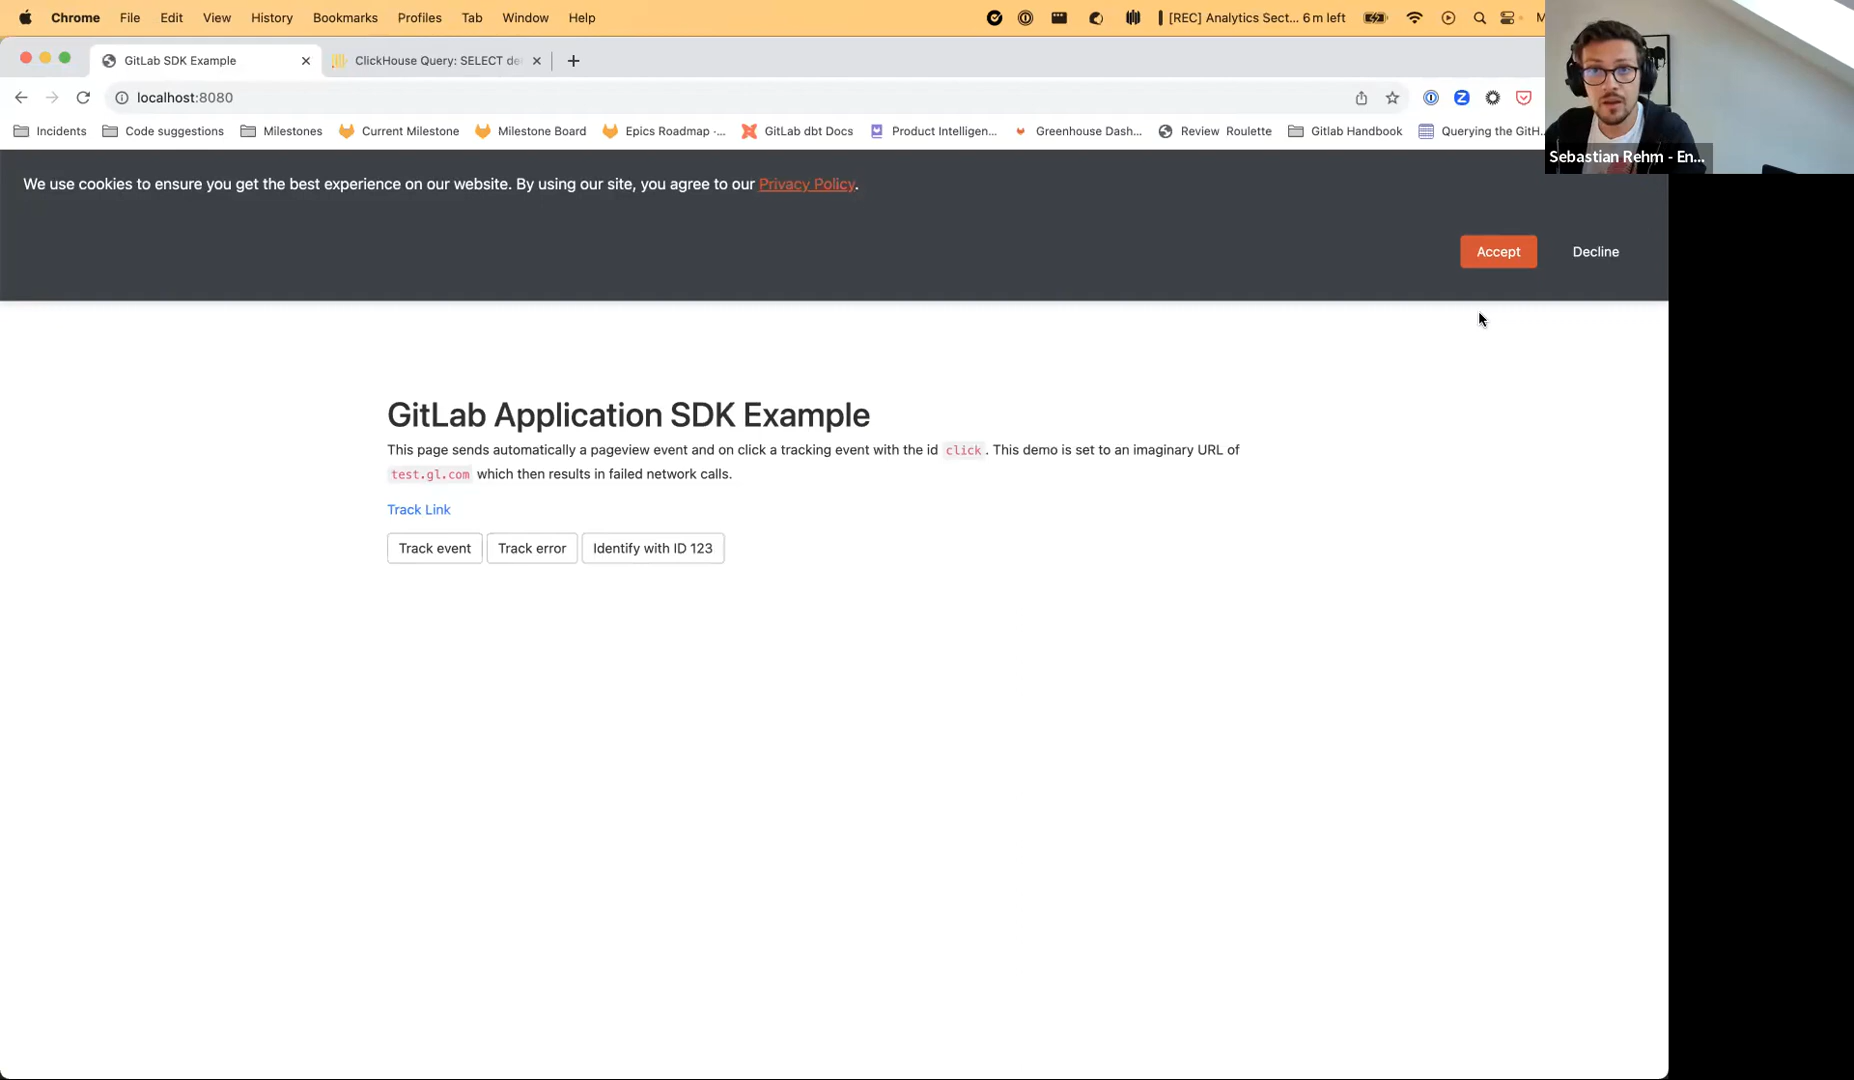 Chrome File Edit View History Bookmarks Profiles Tab Window Help [REC] Analytics Sect... 6 m left
GitLab SDK Example ClickHouse Query: SELECT
localhost:8080
Incidents Code suggestions Milestones Current Milestone Milestone Board Epics Roadmap -... GitLab dbt Docs Product Intelligen... Greenhouse Dash... Review Roulette Gitlab Handbook Querying the GitH...
Sebastian Rehm - En...
We use cookies to ensure you get the best experience on our website. By using our site, you agree to our Privacy Policy.
Accept Decline
GitLab Application SDK Example
This page sends automatically a pageview event and on click a tracking event with the id click. This demo is set to an imaginary URL of
test.gl.com which then results in failed network calls.
Track Link
Track event Track error Identify with ID 123